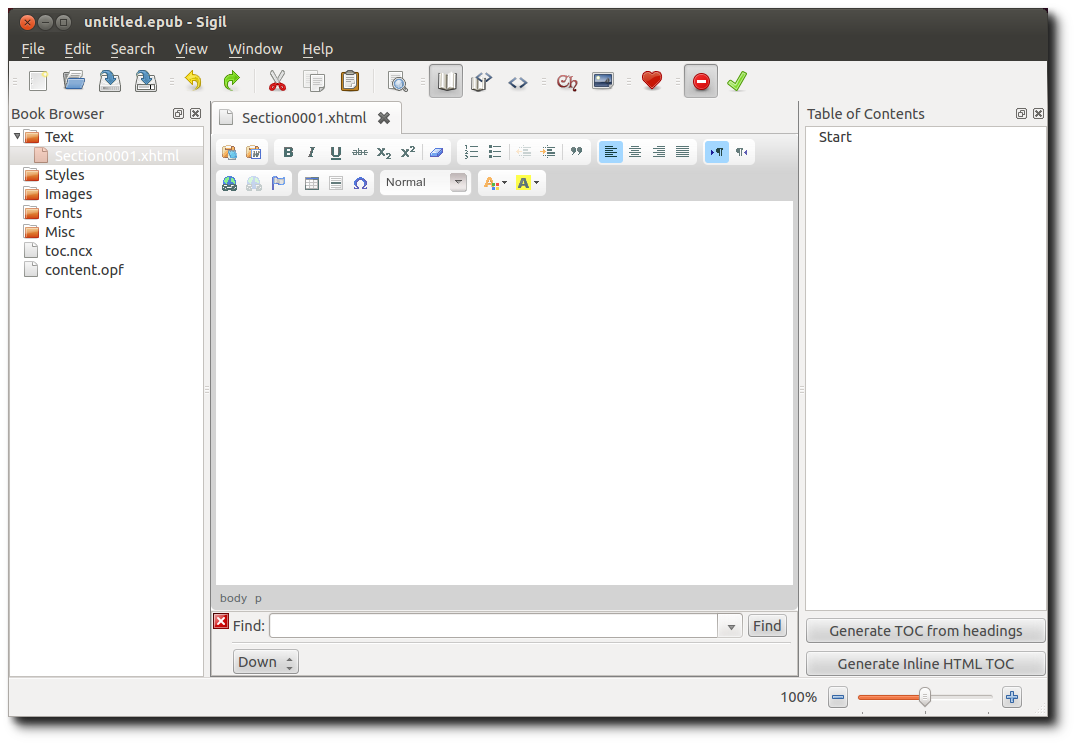 untitled.epub - Sigil
File Edit Search View Window Help
Book Browser
Text
Section0001.xhtml
Styles
Images
Fonts
Misc
toc.ncx
content.opf
Section0001.xhtml
B I U abc X₂ X²
Normal A A
body p
Find: Find
Down
Table of Contents
Start
Generate TOC from headings
Generate Inline HTML TOC
100%